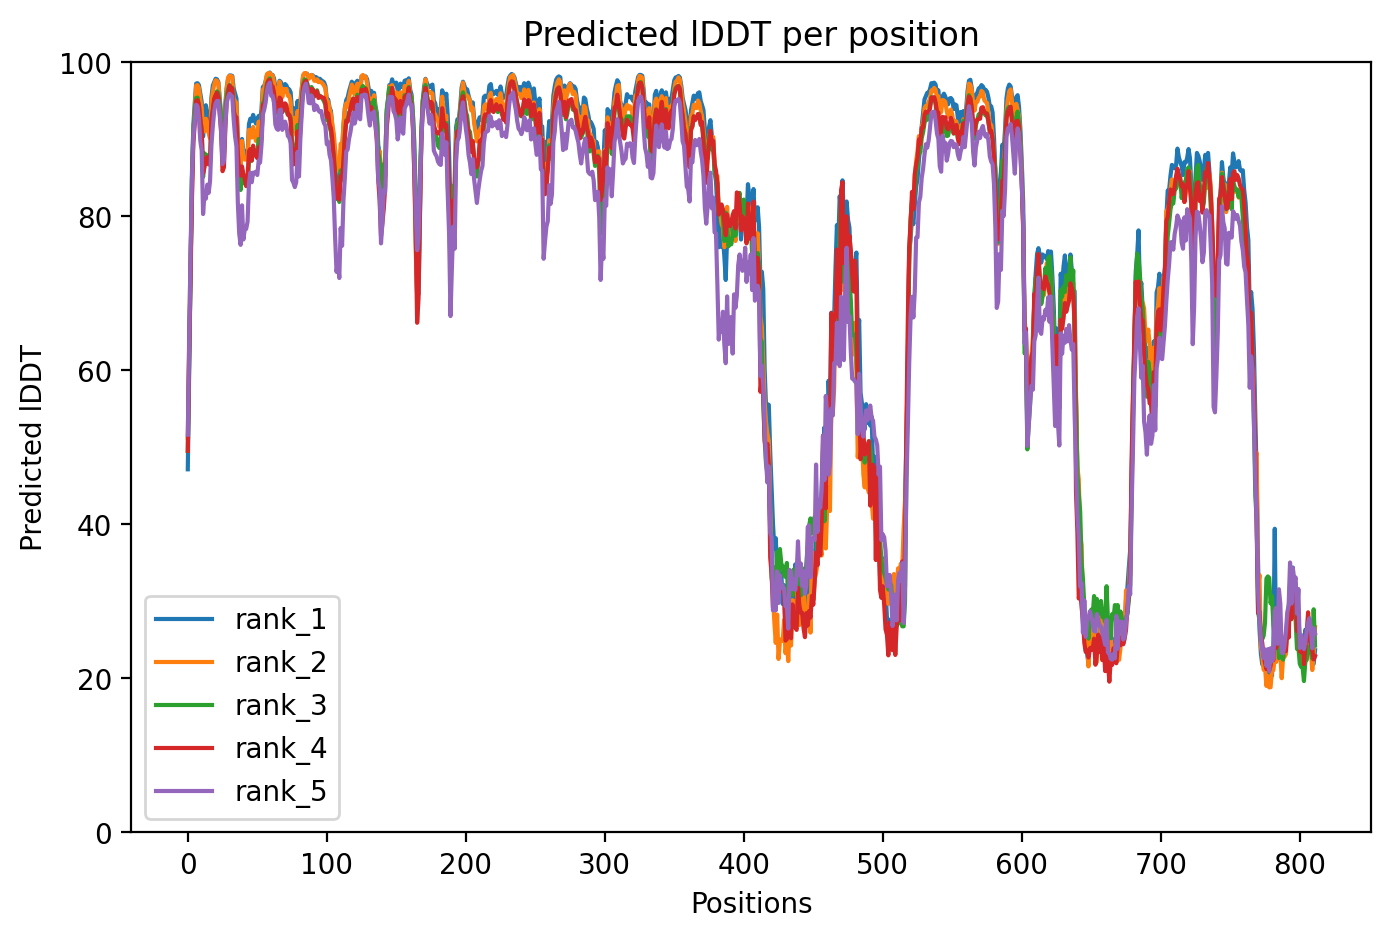 Predicted lDDT per position
100
80
60
40
20
0
Predicted lDDT
rank_1
rank_2
rank_3
rank_4
rank_5
0 100 200 300 400 500 600 700 800
Positions